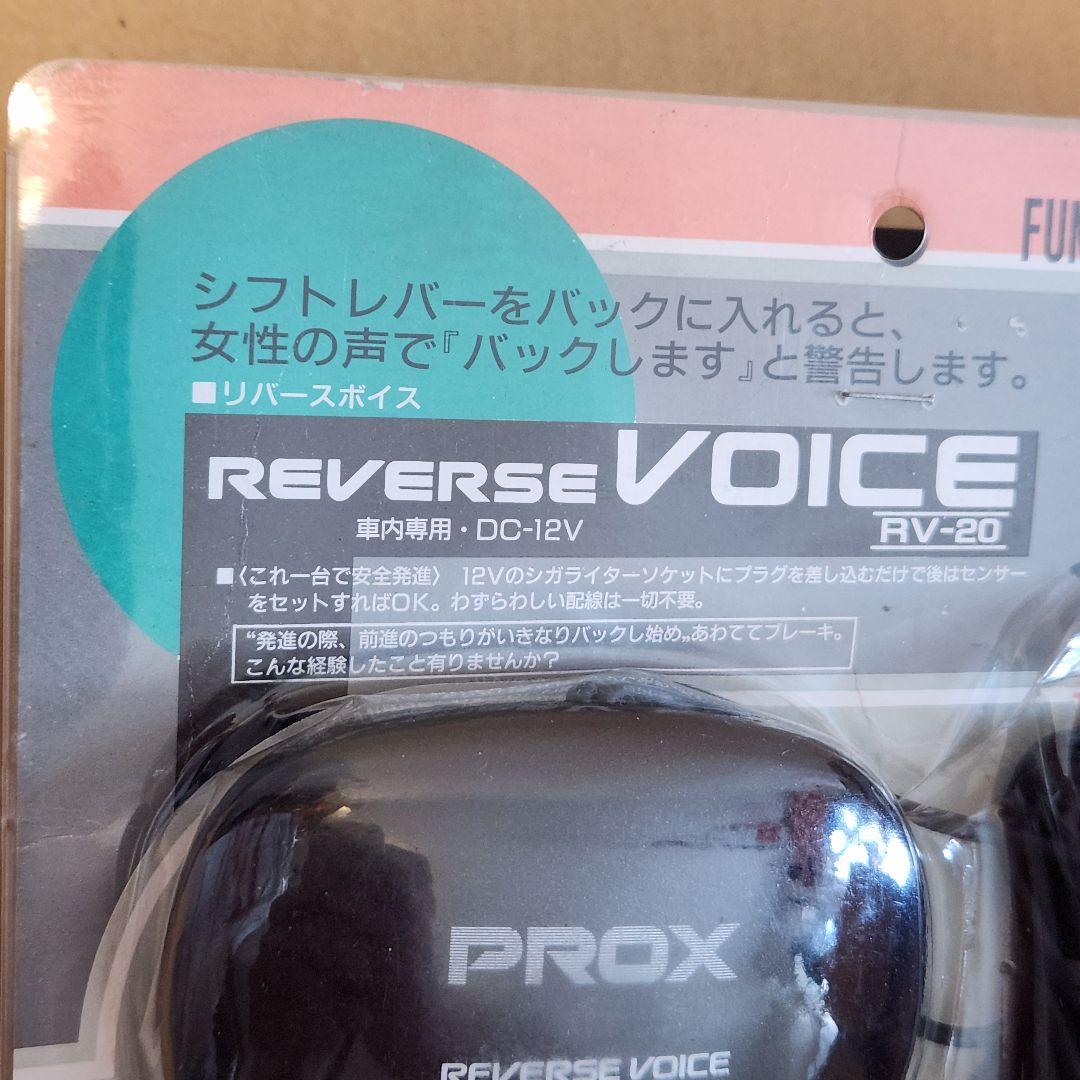 FUN
シフトレバーをバックに入れると、
女性の声で『バックします』と警告します。
■リバースボイス
REVERSE VOICE
車内専用・DC-12V
RV-20
■〈これ一台で安全発進〉 12Vのシガライターソケットにプラグを差し込むだけで後はセンサー
をセットすればOK。わずらわしい配線は一切不要。
“発進の際、前進のつもりがいきなりバックし始め„あわててブレーキ。
こんな経験したこと有りませんか?
PROX
REVERSE VOICE